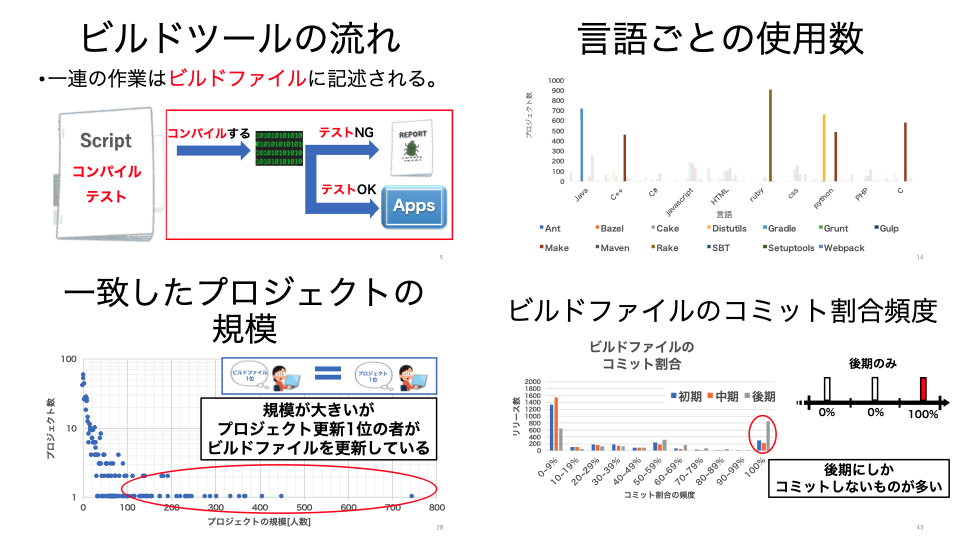 ビルドツールの流れ
•一連の作業はビルドファイルに記述される。
Script
コンパイル
テスト
コンパイルする
テストNG
テストOK
REPORT
Apps
5
言語ごとの使用数
プロジェクト数
1000
900
800
700
600
500
400
300
200
100
0
Java
C++
C#
javascript
HTML
ruby
css
python
PHP
C
言語
Ant
Bazel
Cake
Distutils
Gradle
Grunt
Gulp
Make
Maven
Rake
SBT
Setuptools
Webpack
14
一致したプロジェクトの
規模
プロジェクト数
100
10
1
0 100 200 300 400 500 600 700 800
プロジェクトの規模[人数]
ビルドファイル
1位
=
プロジェクト
1位
規模が大きいが
プロジェクト更新1位の者が
ビルドファイルを更新している
28
ビルドファイルのコミット割合頻度
ビルドファイルの
コミット割合
リリース数
2000
1800
1600
1400
1200
1000
800
600
400
200
0
初期 中期 後期
0~9%
10~19%
20~29%
30~39%
40~49%
50~59%
60~69%
70~79%
80~89%
90~99%
100%
コミット割合の頻度
後期のみ
0% 0% 100%
後期にしか
コミットしないものが多い
43